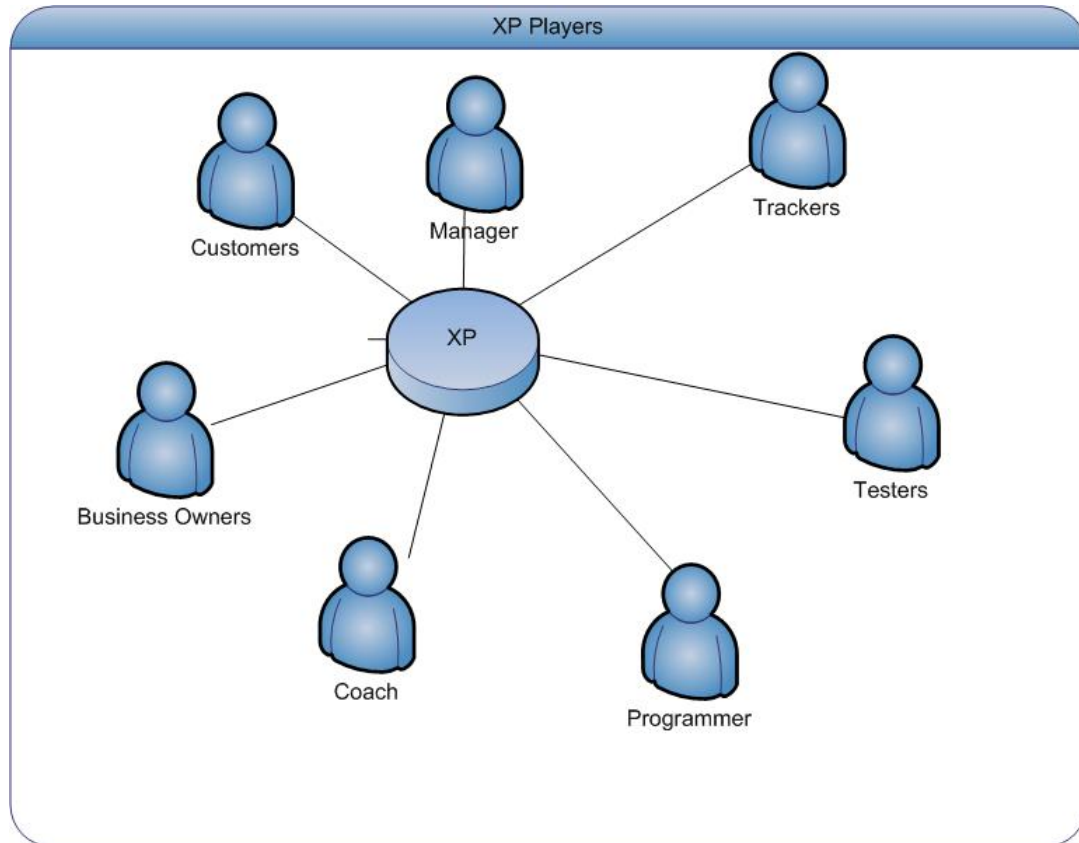 XP Players
Customers
Manager
Trackers
XP
Business Owners
Testers
Coach
Programmer